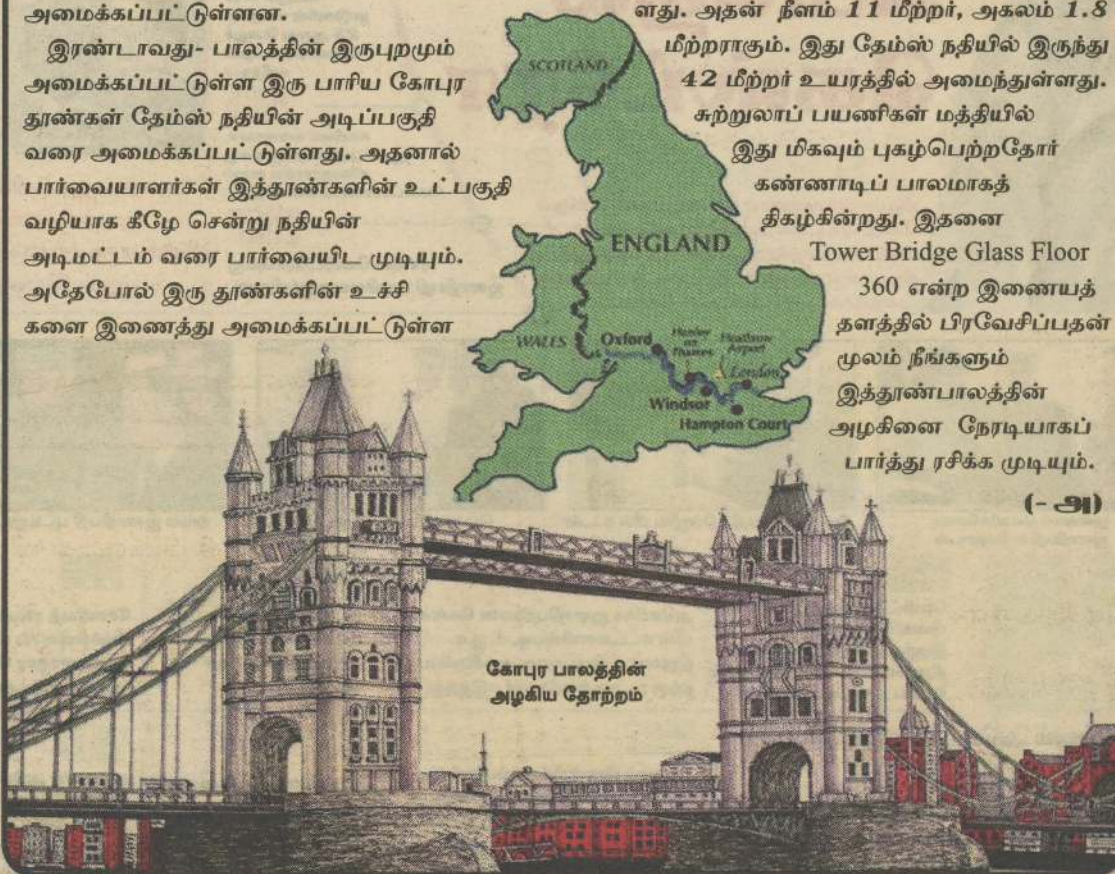 அமைக்கப்பட்டுள்ளன.
இரண்டாவது- பாலத்தின் இருபுறமும்
அமைக்கப்பட்டுள்ள இரு பாரிய கோபுர
தூண்கள் தேம்ஸ் நதியின் அடிப்பகுதி
வரை அமைக்கப்பட்டுள்ளது. அதனால்
பார்வையாளர்கள் இத்தூண்களின் உட்பகுதி
வழியாக கீழே சென்று நதியின்
அடிமட்டம் வரை பார்வையிட முடியும்.
அதேபோல் இரு தூண்களின் உச்சி
களை இணைத்து அமைக்கப்பட்டுள்ள
ளது. அதன் நீளம் 11 மீற்றர், அகலம் 1.8
மீற்றராகும். இது தேம்ஸ் நதியில் இருந்து
42 மீற்றர் உயரத்தில் அமைந்துள்ளது.
சுற்றுலாப் பயணிகள் மத்தியில்
இது மிகவும் புகழ்பெற்றதோர்
கண்ணாடிப் பாலமாகத்
திகழ்கின்றது. இதனை
Tower Bridge Glass Floor
360 என்ற இணையத்
தளத்தில் பிரவேசிப்பதன்
மூலம் நீங்களும்
இத்தூண்பாலத்தின்
அழகினை நேரடியாகப்
பார்த்து ரசிக்க முடியும்.
(- அ)
SCOTLAND
ENGLAND
WALES
Oxford
Henley
on
Thames
Heathrow
Airport
London
Windsor
Hampton Court
கோபுர பாலத்தின்
அழகிய தோற்றம்